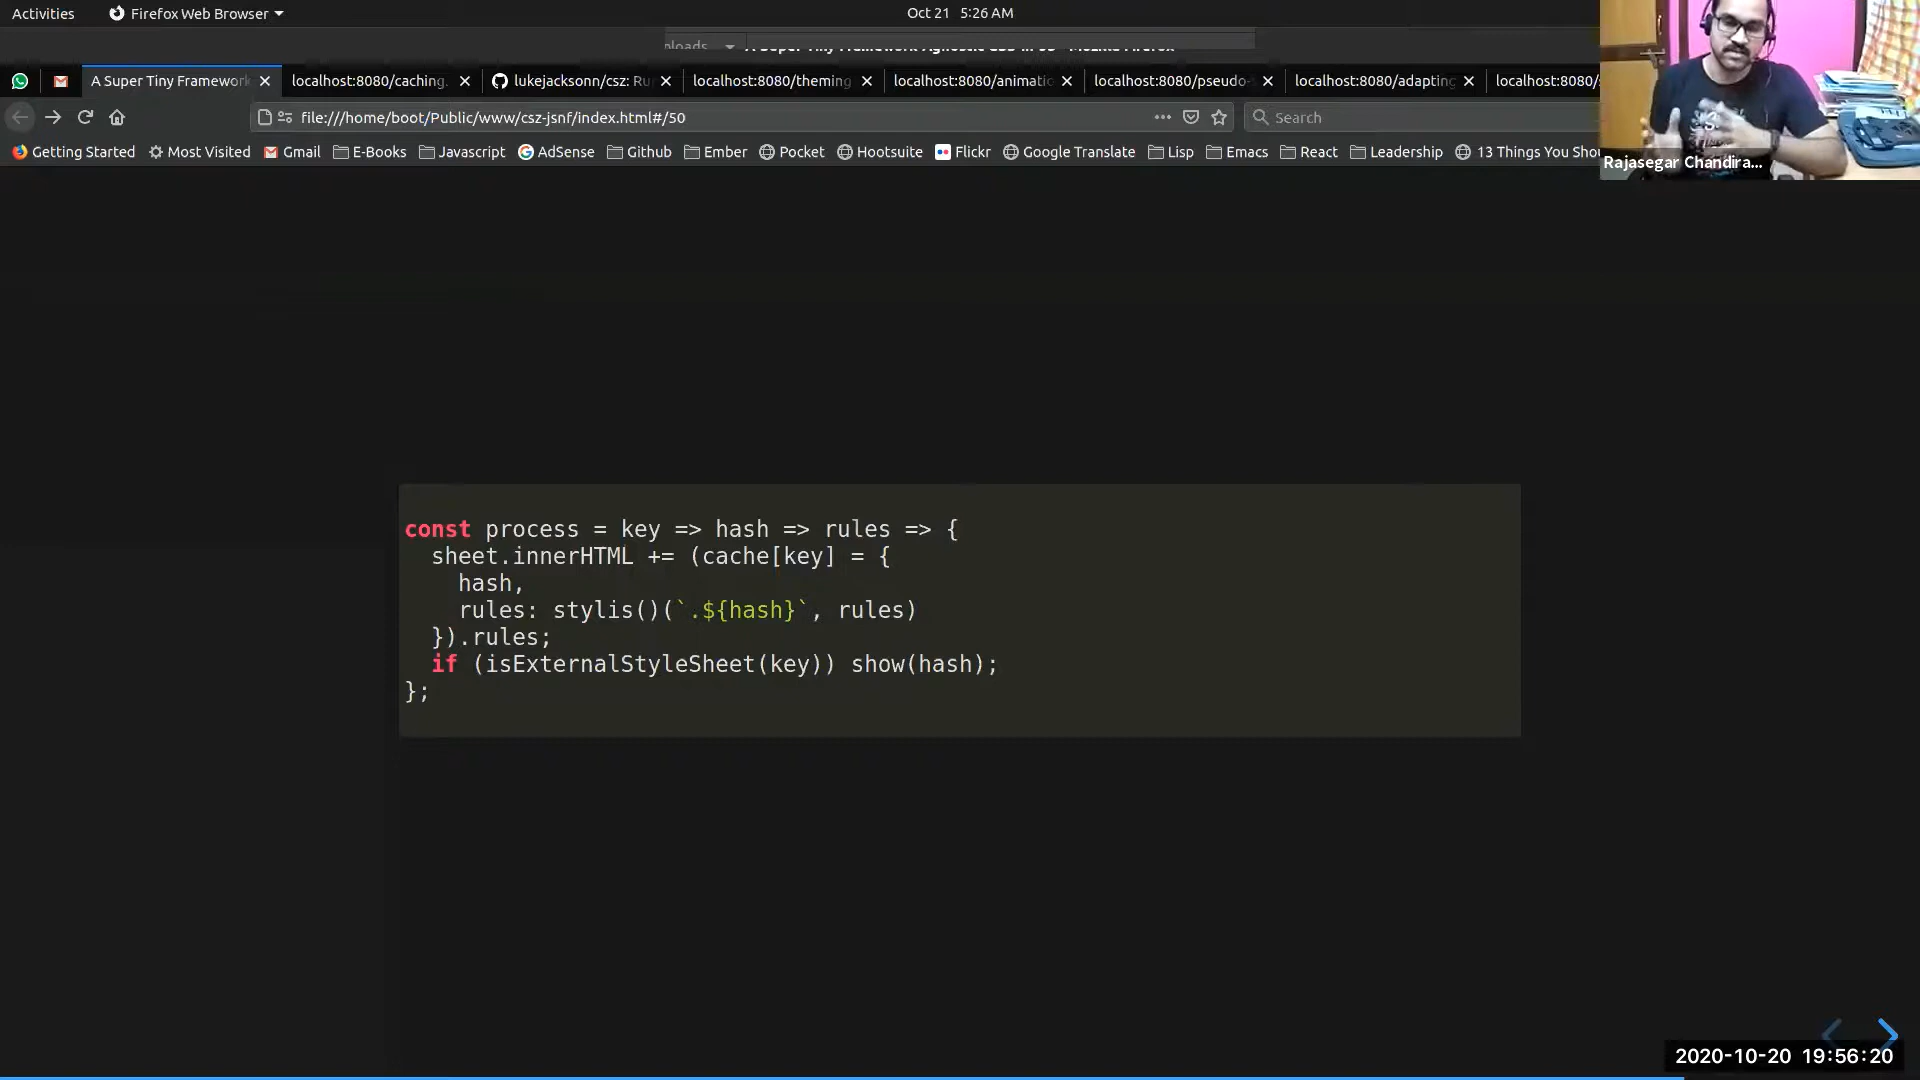 Activities
Firefox Web Browser
Oct 21 5:26 AM
A Super Tiny Framework
localhost:8080/caching.
lukejacksonn/csz: Ru
localhost:8080/theming
localhost:8080/animati
localhost:8080/pseudo-
localhost:8080/adapting
localhost:8080/
file:///home/boot/Public/www/csz-jsnf/index.html#/50
Search
Getting Started
Most Visited
Gmail
E-Books
Javascript
AdSense
Github
Ember
Pocket
Hootsuite
Flickr
Google Translate
Lisp
Emacs
React
Leadership
13 Things You Shou
Rajasegar Chandira...
const process = key => hash => rules => {
sheet.innerHTML += (cache[key] = {
hash,
rules: stylis()(`.${hash}`, rules)
}).rules;
if (isExternalStyleSheet(key)) show(hash);
};
2020-10-20 19:56:20